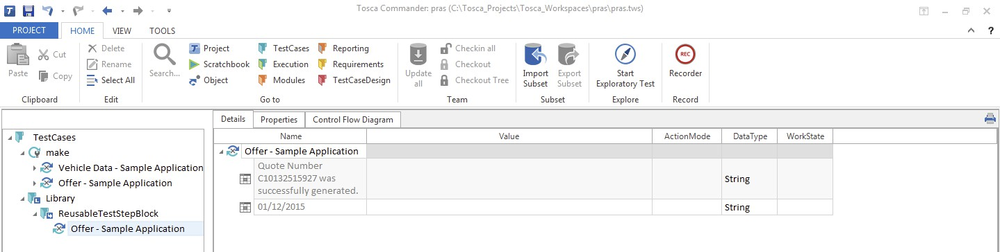 Tosca Commander: pras (C:\Tosca_Projects\Tosca_Workspaces\pras\pras.tws)
PROJECT HOME VIEW TOOLS ?
Cut Delete Project TestCases Reporting Checkin all REC
Paste Rename Search... Scratchbook Execution Requirements Update all Checkout Import Subset Export Subset Start Exploratory Test Recorder
Copy Select All Object Modules TestCaseDesign Checkout Tree
Clipboard Edit Go to Team Subset Explore Record
Details Properties Control Flow Diagram
TestCases
make
Vehicle Data - Sample Application
Offer - Sample Application
Library
ReusableTestStepBlock
Offer - Sample Application
Name Value ActionMode DataType WorkState
Offer - Sample Application
Quote Number
C10132515927 was String
successfully generated.
01/12/2015 String